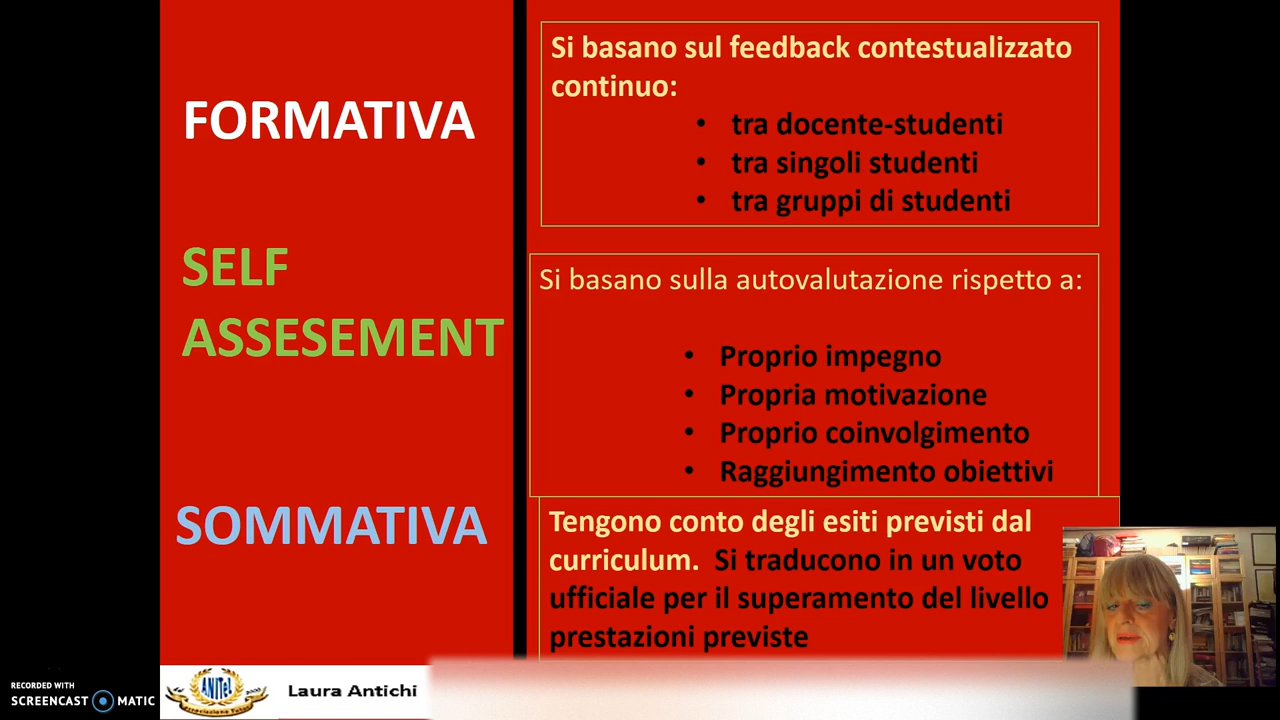 FORMATIVA
Si basano sul feedback contestualizzato
continuo:
• tra docente-studenti
• tra singoli studenti
• tra gruppi di studenti
SELF
ASSESEMENT
Si basano sulla autovalutazione rispetto a:
• Proprio impegno
• Propria motivazione
• Proprio coinvolgimento
• Raggiungimento obiettivi
SOMMATIVA
Tengono conto degli esiti previsti dal
curriculum. Si traducono in un voto
ufficiale per il superamento del livello
prestazioni previste
RECORDED WITH
SCREENCAST MATIC
ANITeL
Laura Antichi